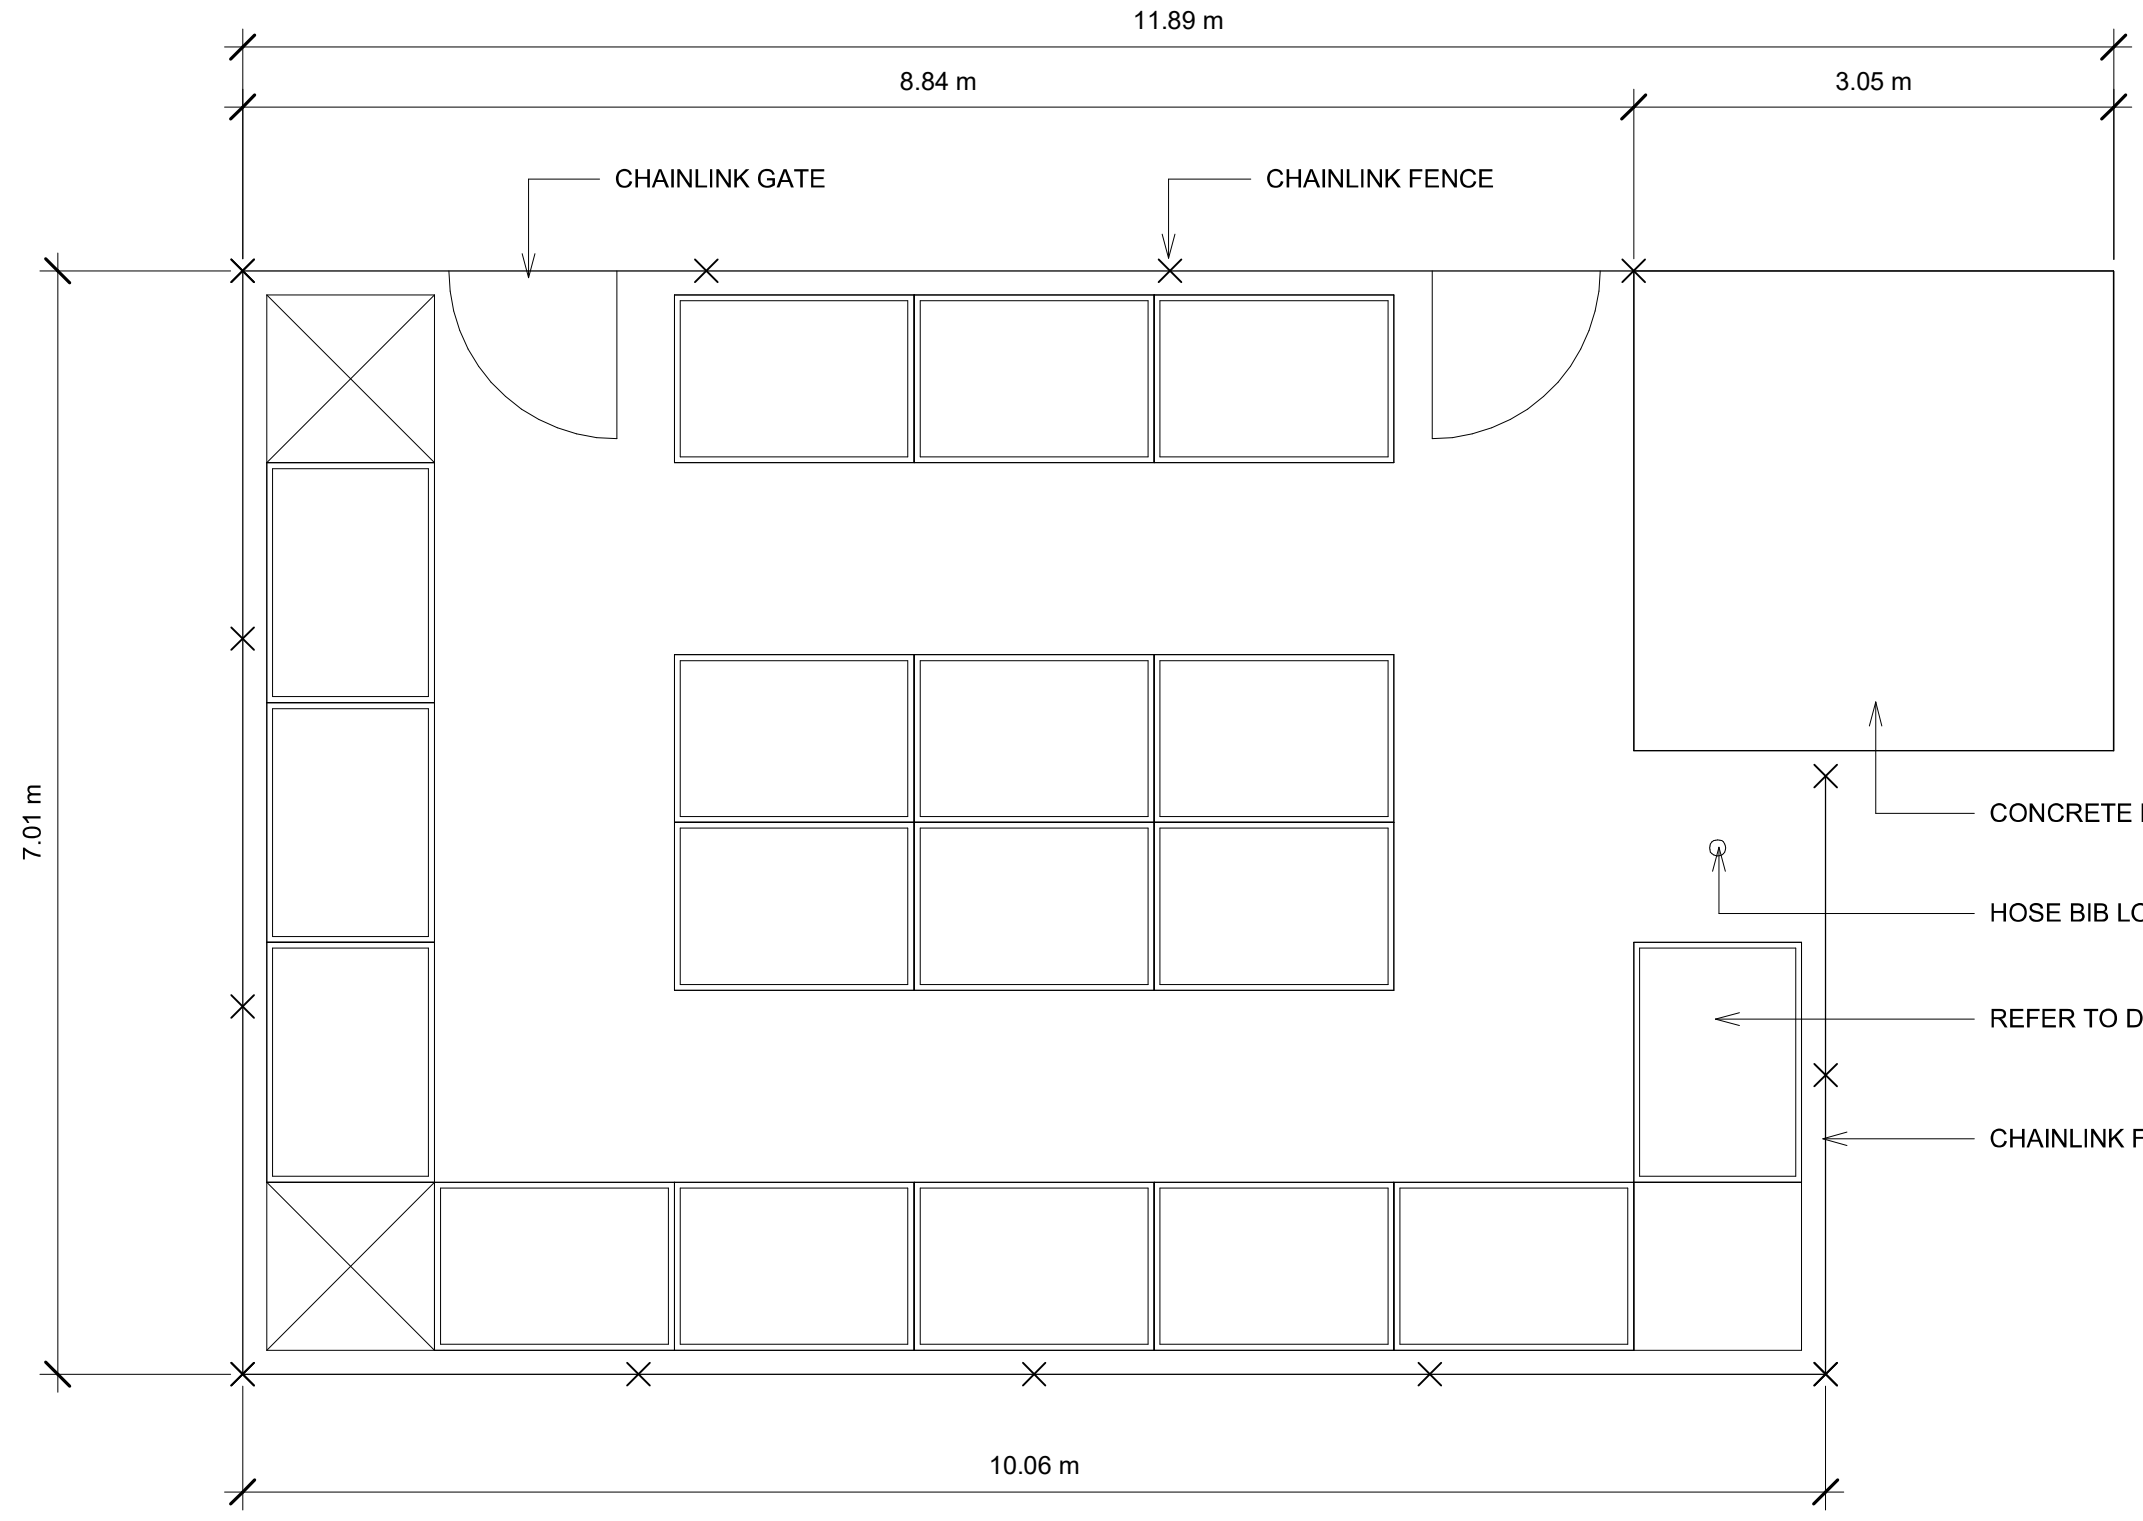 11.89 m
8.84 m
3.05 m
CHAINLINK GATE
CHAINLINK FENCE
7.01 m
CONCRETE
HOSE BIB
REFER TO
CHAINLINK
10.06 m